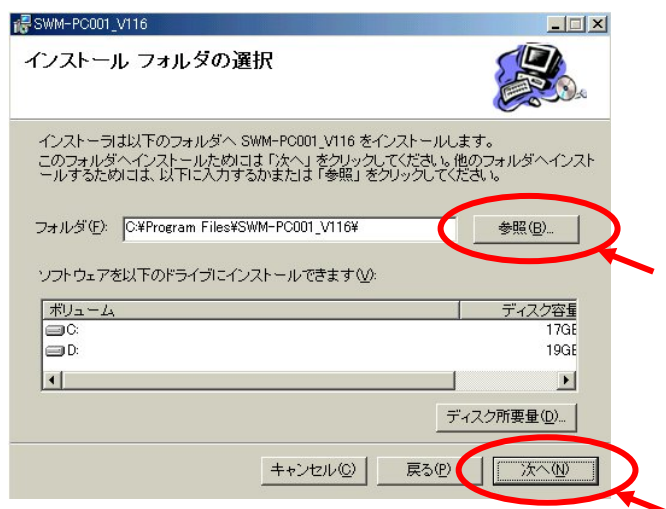 SWM-PC001_V116
インストール フォルダの選択
インストーラは以下のフォルダへ SWM-PC001_V116 をインストールします。
このフォルダへインストールためには「次へ」をクリックしてください。他のフォルダへインスト
ールするためには、以下に入力するかまたは「参照」をクリックしてください。
フォルダ(F): C:¥Program Files¥SWM-PC001_V116¥ 参照(B)...
ソフトウェアを以下のドライブにインストールできます(V):
ボリューム ディスク容量
C: 17GB
D: 19GB
ディスク所要量(D)...
キャンセル(C) 戻る(P) 次へ(N)